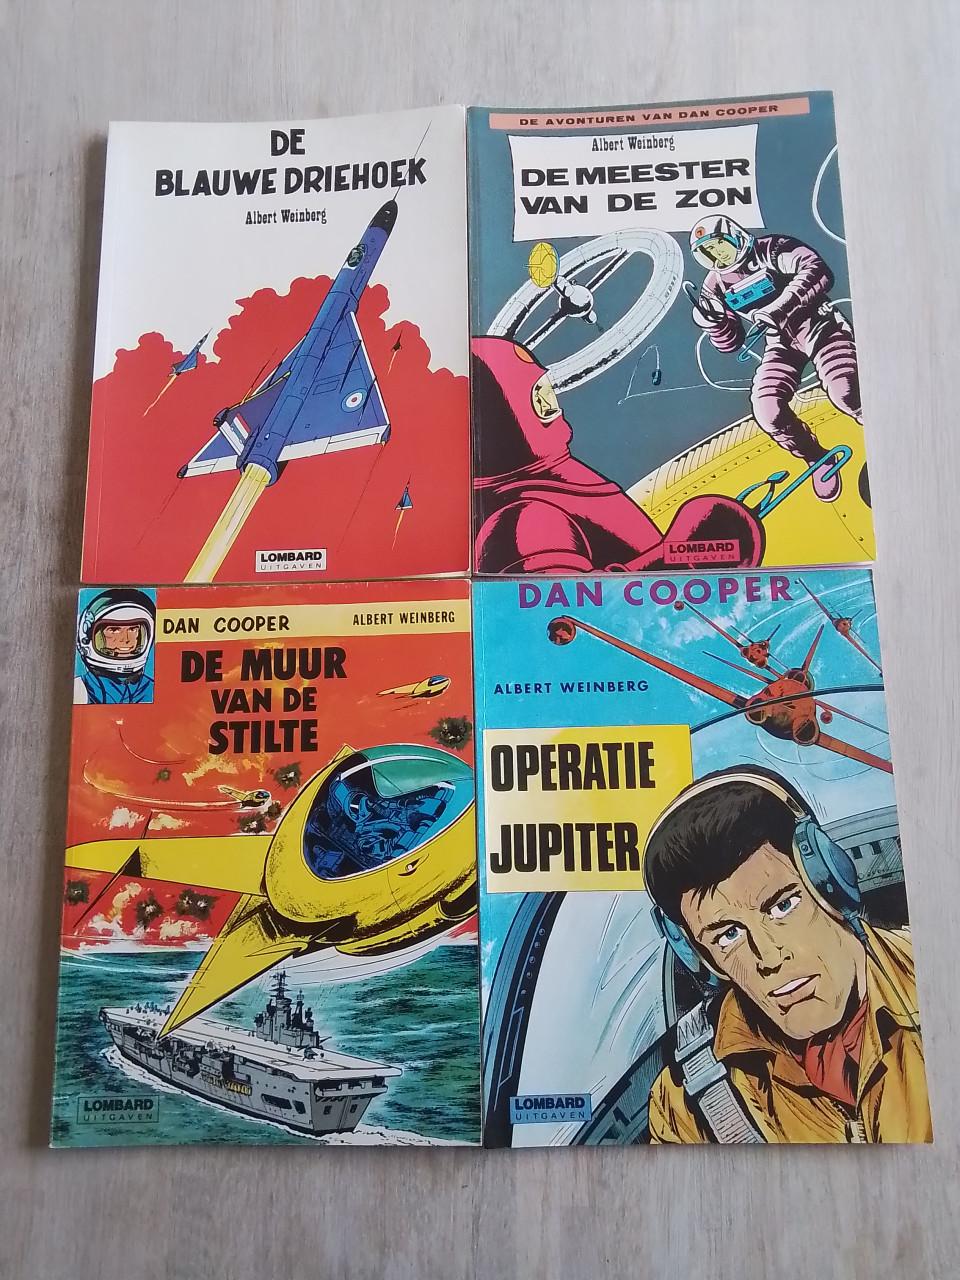 DE
BLAUWE DRIEHOEK
Albert Weinberg
LOMBARD
UITGAVEN
DE AVONTUREN VAN DAN COOPER
Albert Weinberg
DE MEESTER
VAN DE ZON
LOMBARD
UITGAVEN
DAN COOPER
ALBERT WEINBERG
DE MUUR
VAN DE
STILTE
LOMBARD
UITGAVEN
DAN COOPER
ALBERT WEINBERG
OPERATIE
JUPITER
LOMBARD
UITGAVEN